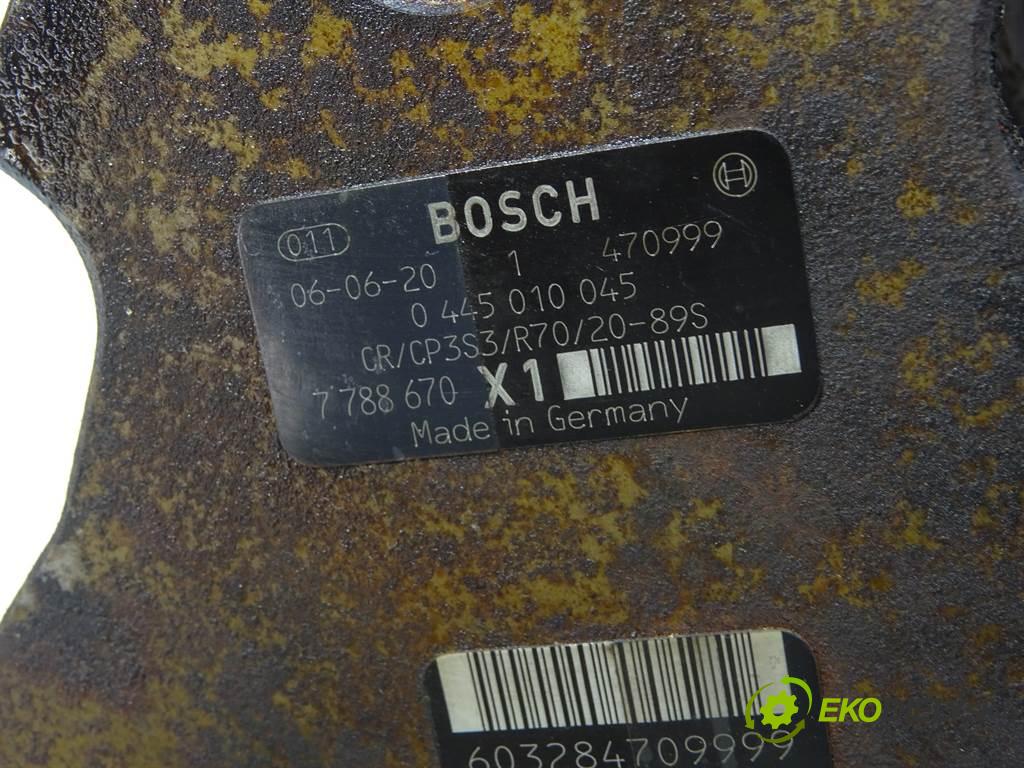 BOSCH
011
06-06-20 1 470999
0 445 010 045
CR/CP3S3/R70/20-89S
7 788 670 X1
Made in Germany
603284709999
EKO